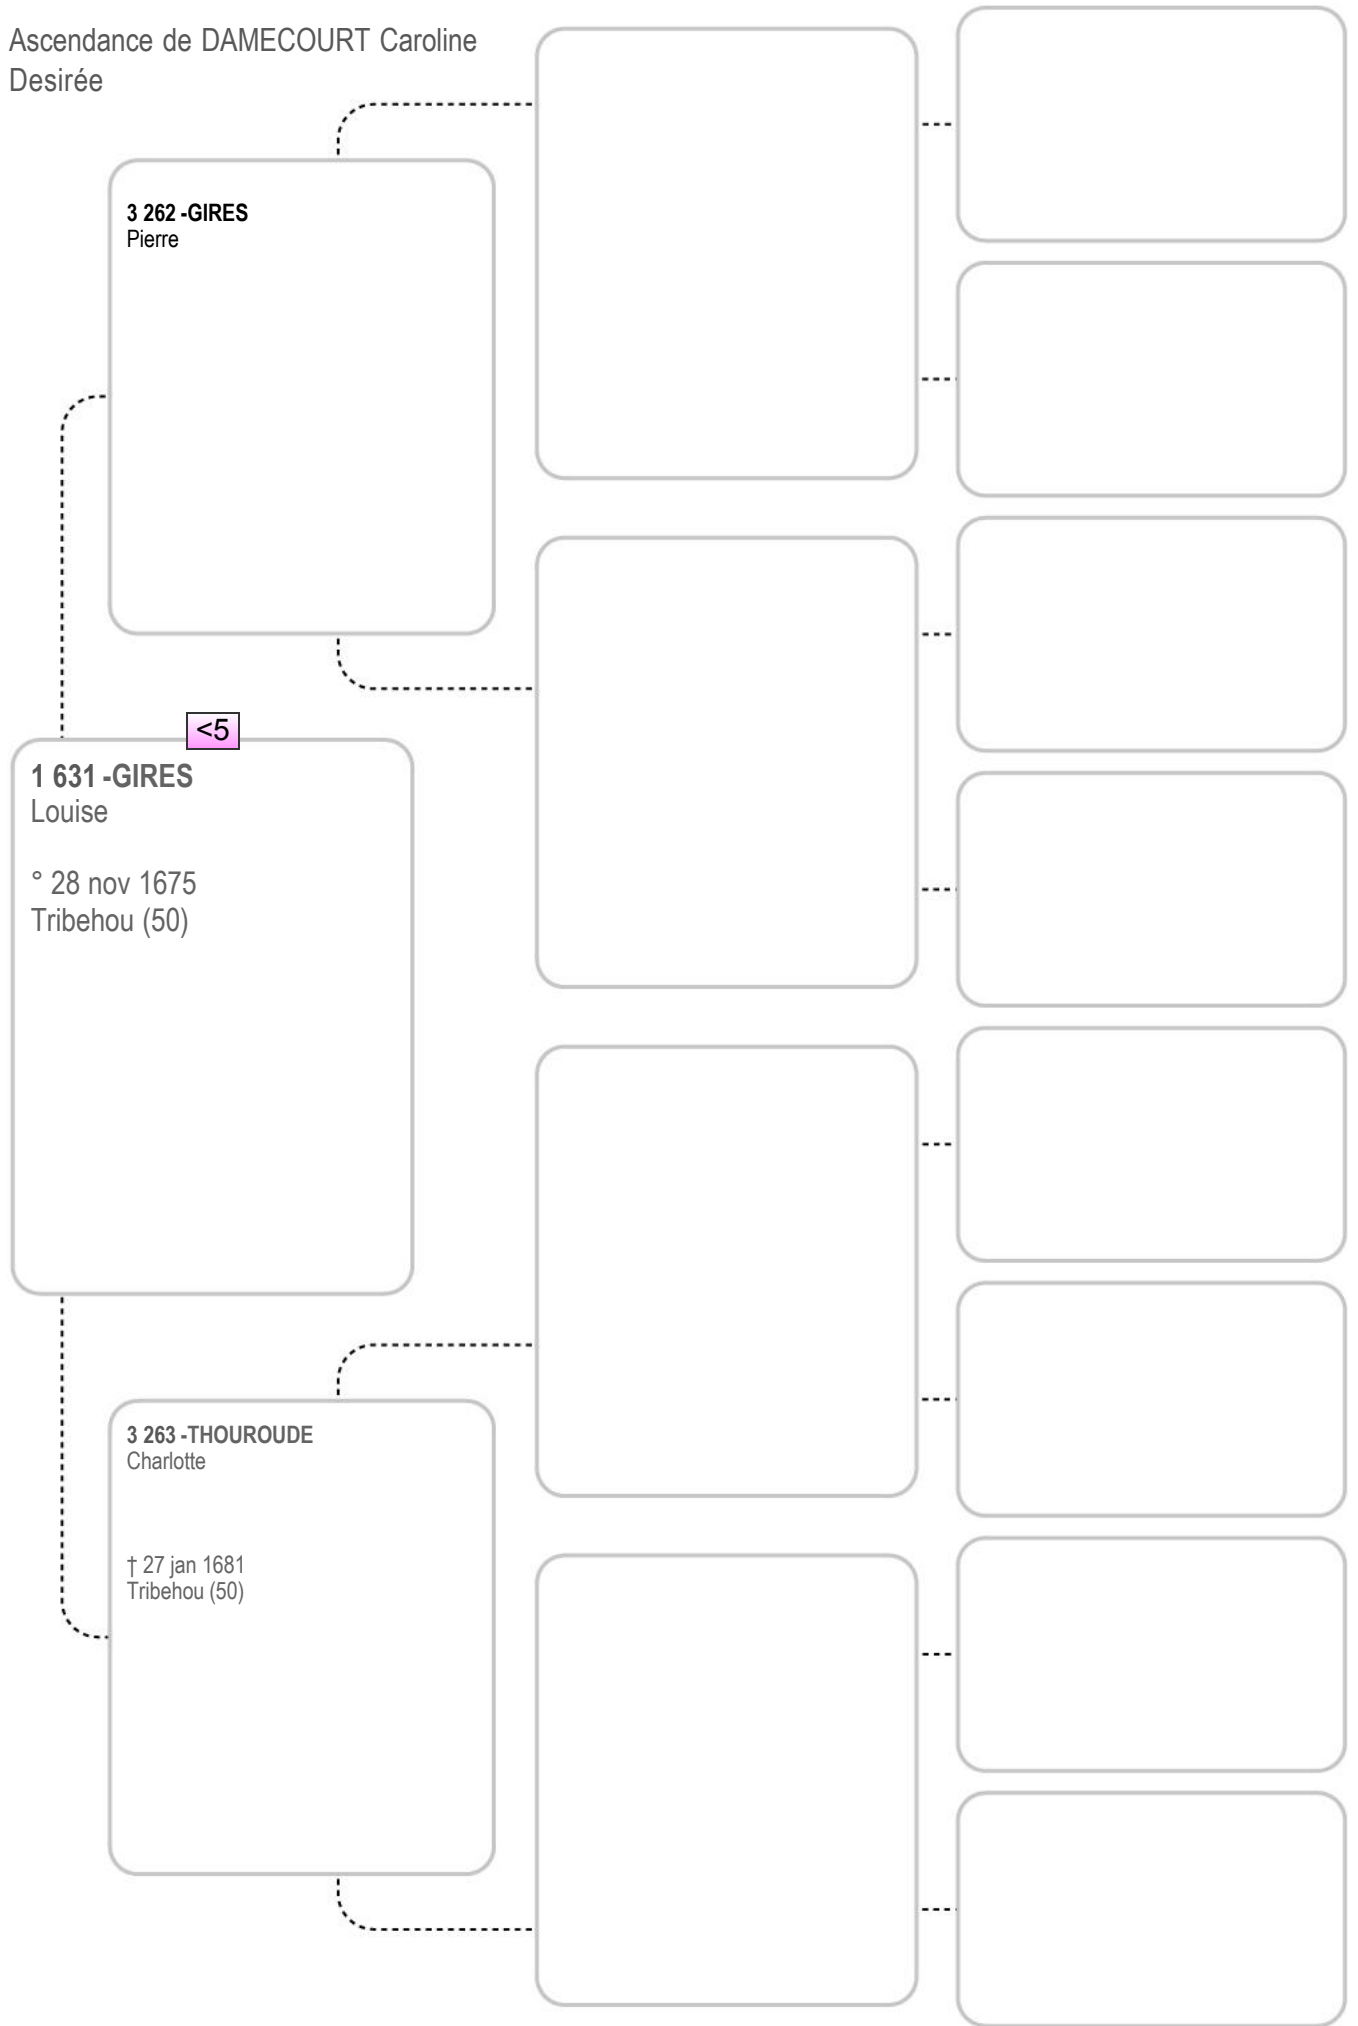 Ascendance de DAMECOURT Caroline
Desirée
3 262 -GIRES
Pierre
<5
1 631 -GIRES
Louise
° 28 nov 1675
Tribehou (50)
3 263 -THOUROUDE
Charlotte
† 27 jan 1681
Tribehou (50)